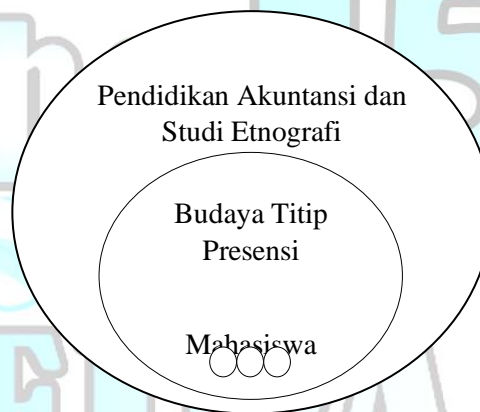 Pendidikan Akuntansi dan
Studi Etnografi
Budaya Titip
Presensi
Mahasiswa